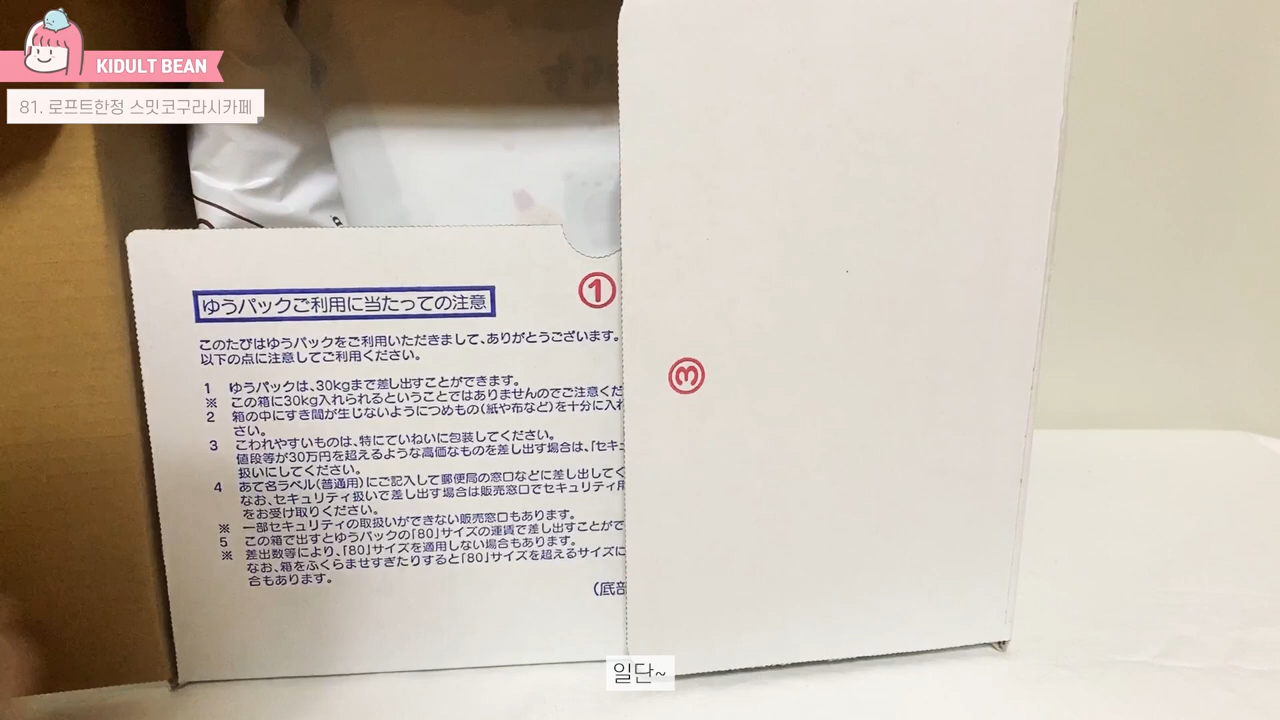 KIDULT BEAN
81. 로프트한정 스밋코구라시카페
①
ゆうパックご利用に当たっての注意
このたびはゆうパックをご利用いただきまして、ありがとうございます。
以下の点に注意してご利用ください。
1 ゆうパックは、30kgまで差し出すことができます。
※ この箱に30kg入れられるということではありませんのでご注意くだ
2 箱の中にすき間が生じないようにつめもの(紙や布など)を十分に入れ
さい。
3 こわれやすいものは、特にていねいに包装してください。
値段等が30万円を超えるような高価なものを差し出す場合は、「セキュ
扱いにしてください。
4 あて名ラベル(普通用)にご記入して郵便局の窓口などに差し出してく
なお、セキュリティ扱いで差し出す場合は販売窓口でセキュリティ用
をお受け取りください。
※ 一部セキュリティの取扱いができない販売窓口もあります。
5 この箱で出すとゆうパックの「80」サイズの運賃で差し出すことがで
※ 差出数等により、「80」サイズを適用しない場合もあります。
なお、箱をふくらませすぎたりすると「80」サイズを超えるサイズに
合もあります。
(底部
③
일단~